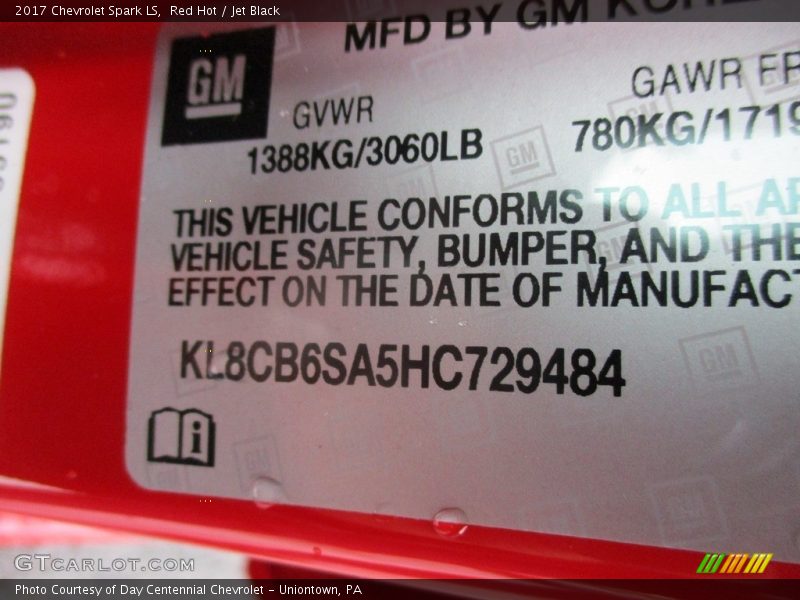 2017 Chevrolet Spark LS, Red Hot / Jet Black
MFD BY GM
GM
GVWR
GAWR
1388KG/3060LB
780KG/1719
THIS VEHICLE CONFORMS TO ALL
VEHICLE SAFETY, BUMPER, AND THE
EFFECT ON THE DATE OF MANUFACT
KL8CB6SA5HC729484
i
GTCARLOT.COM
Photo Courtesy of Day Centennial Chevrolet - Uniontown, PA